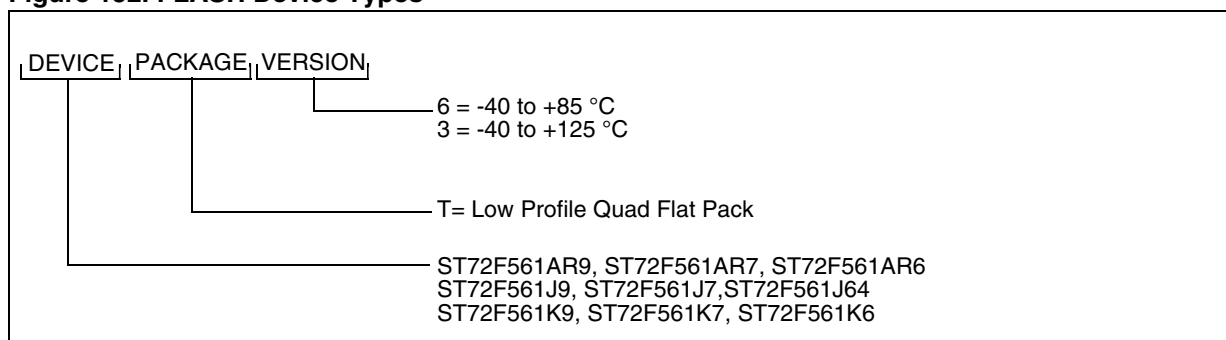 DEVICE PACKAGE VERSION
6 = -40 to +85 °C
3 = -40 to +125 °C
T= Low Profile Quad Flat Pack
ST72F561AR9, ST72F561AR7, ST72F561AR6
ST72F561J9, ST72F561J7,ST72F561J64
ST72F561K9, ST72F561K7, ST72F561K6